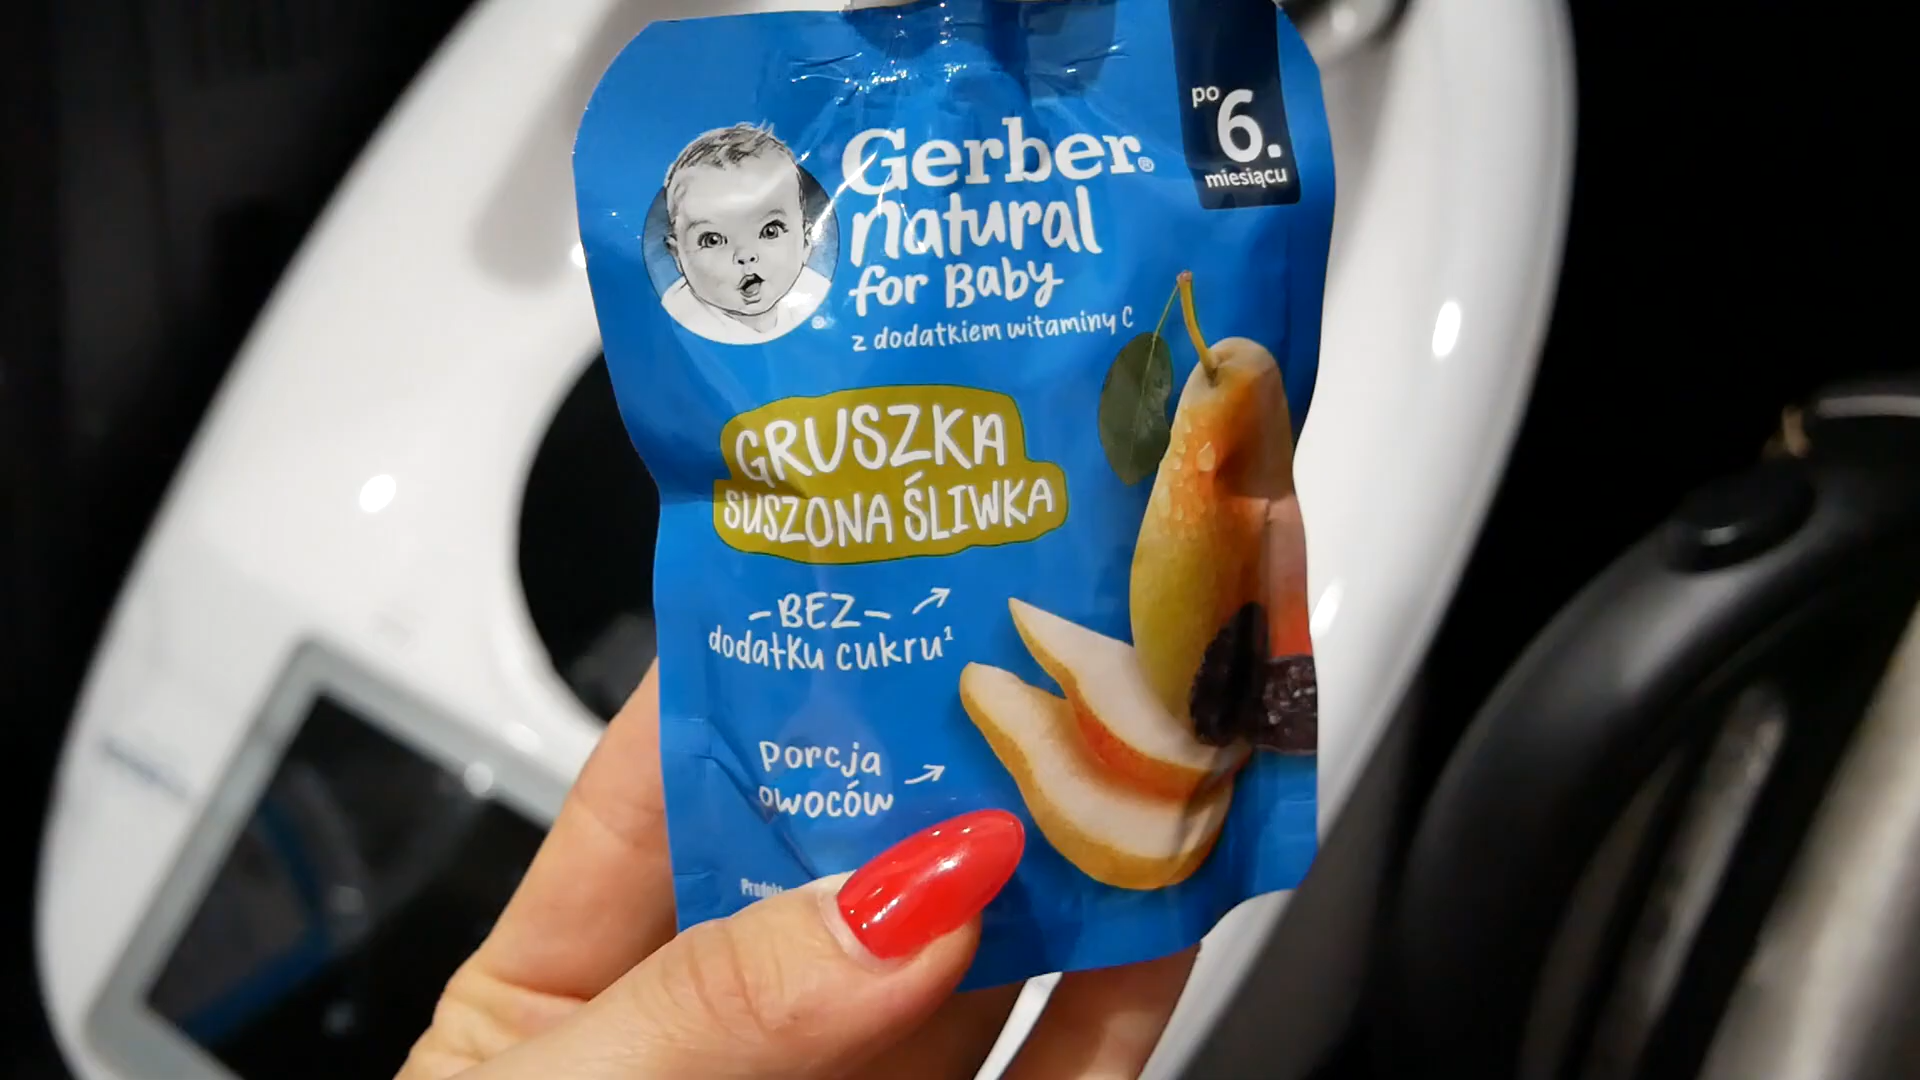 po
6.
miesiącu
Gerber®
natural
for Baby
z dodatkiem witaminy C
GRUSZKA
SUSZONA ŚLIWKA
-BEZ-
dodatku cukru¹
Porcja
owoców